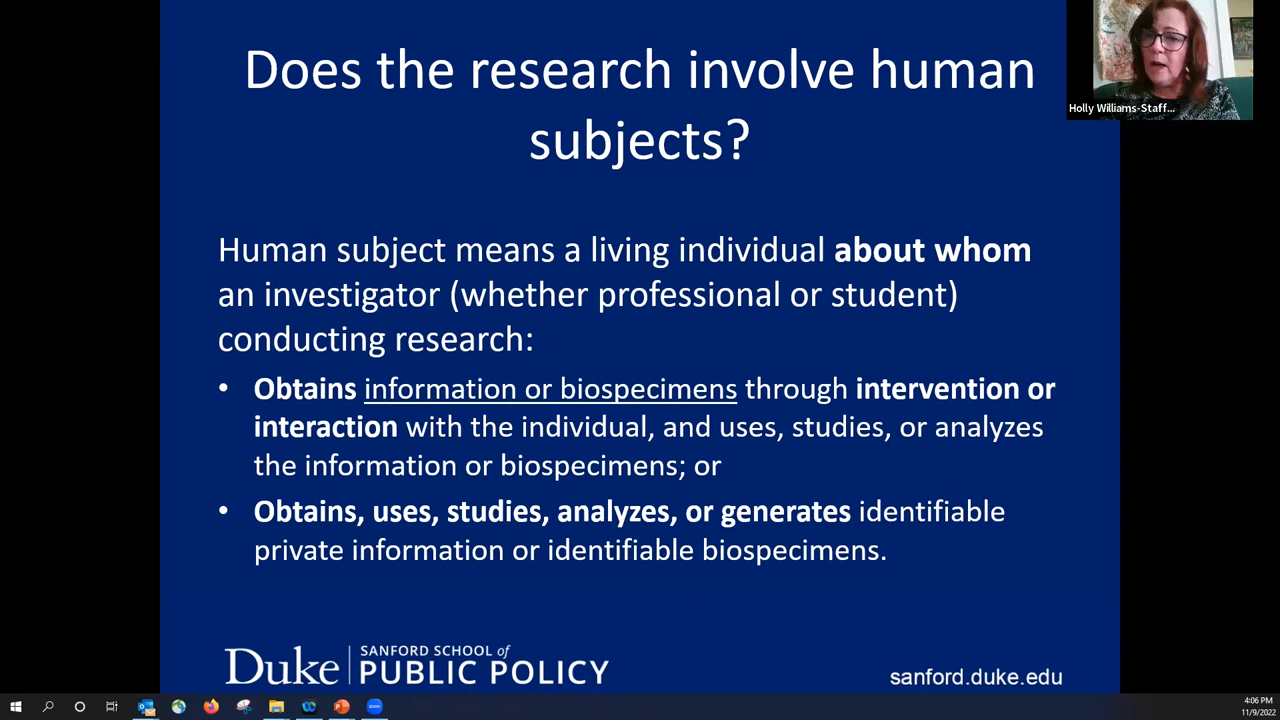 Does the research involve human
subjects?
Holly Williams-Staff...
Human subject means a living individual about whom
an investigator (whether professional or student)
conducting research:
• Obtains information or biospecimens through intervention or
interaction with the individual, and uses, studies, or analyzes
the information or biospecimens; or
• Obtains, uses, studies, analyzes, or generates identifiable
private information or identifiable biospecimens.
Duke
SANFORD SCHOOL of
PUBLIC POLICY
sanford.duke.edu
4:06 PM
11/9/2022